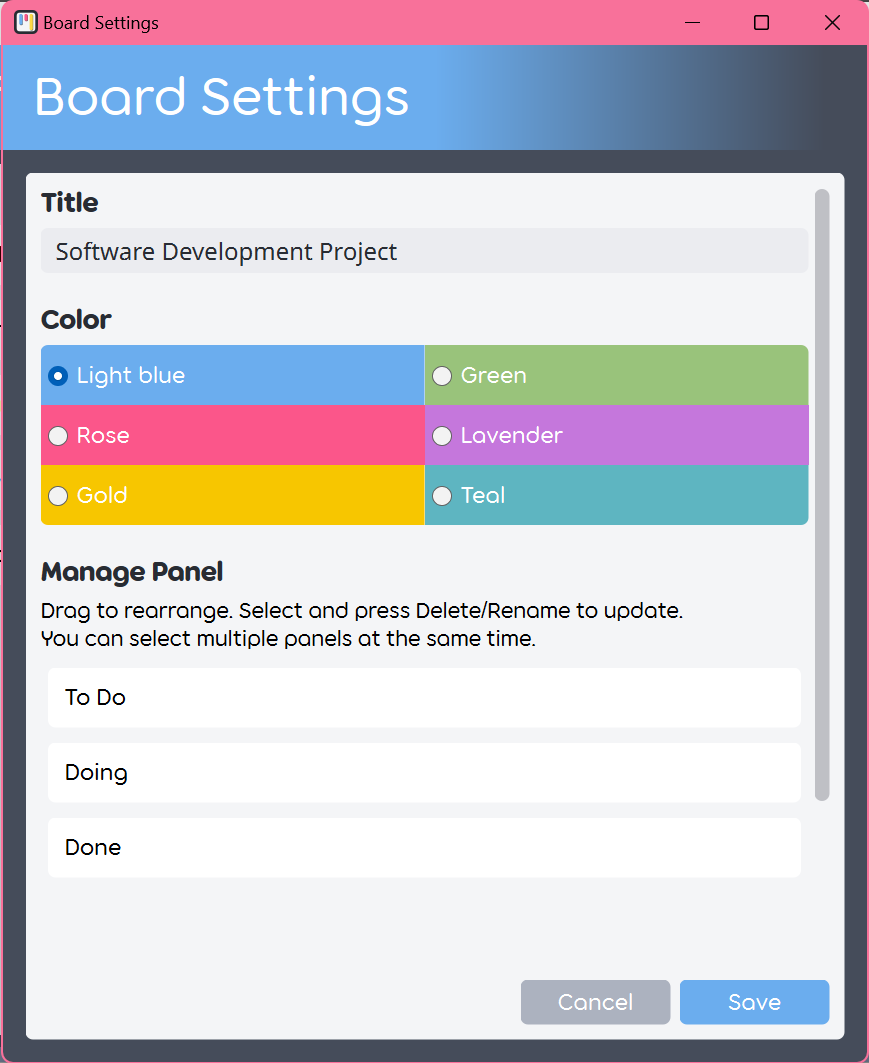 Board Settings
Board Settings
Title
Software Development Project
Color
Light blue
Green
Rose
Lavender
Gold
Teal
Manage Panel
Drag to rearrange. Select and press Delete/Rename to update.
You can select multiple panels at the same time.
To Do
Doing
Done
Cancel
Save